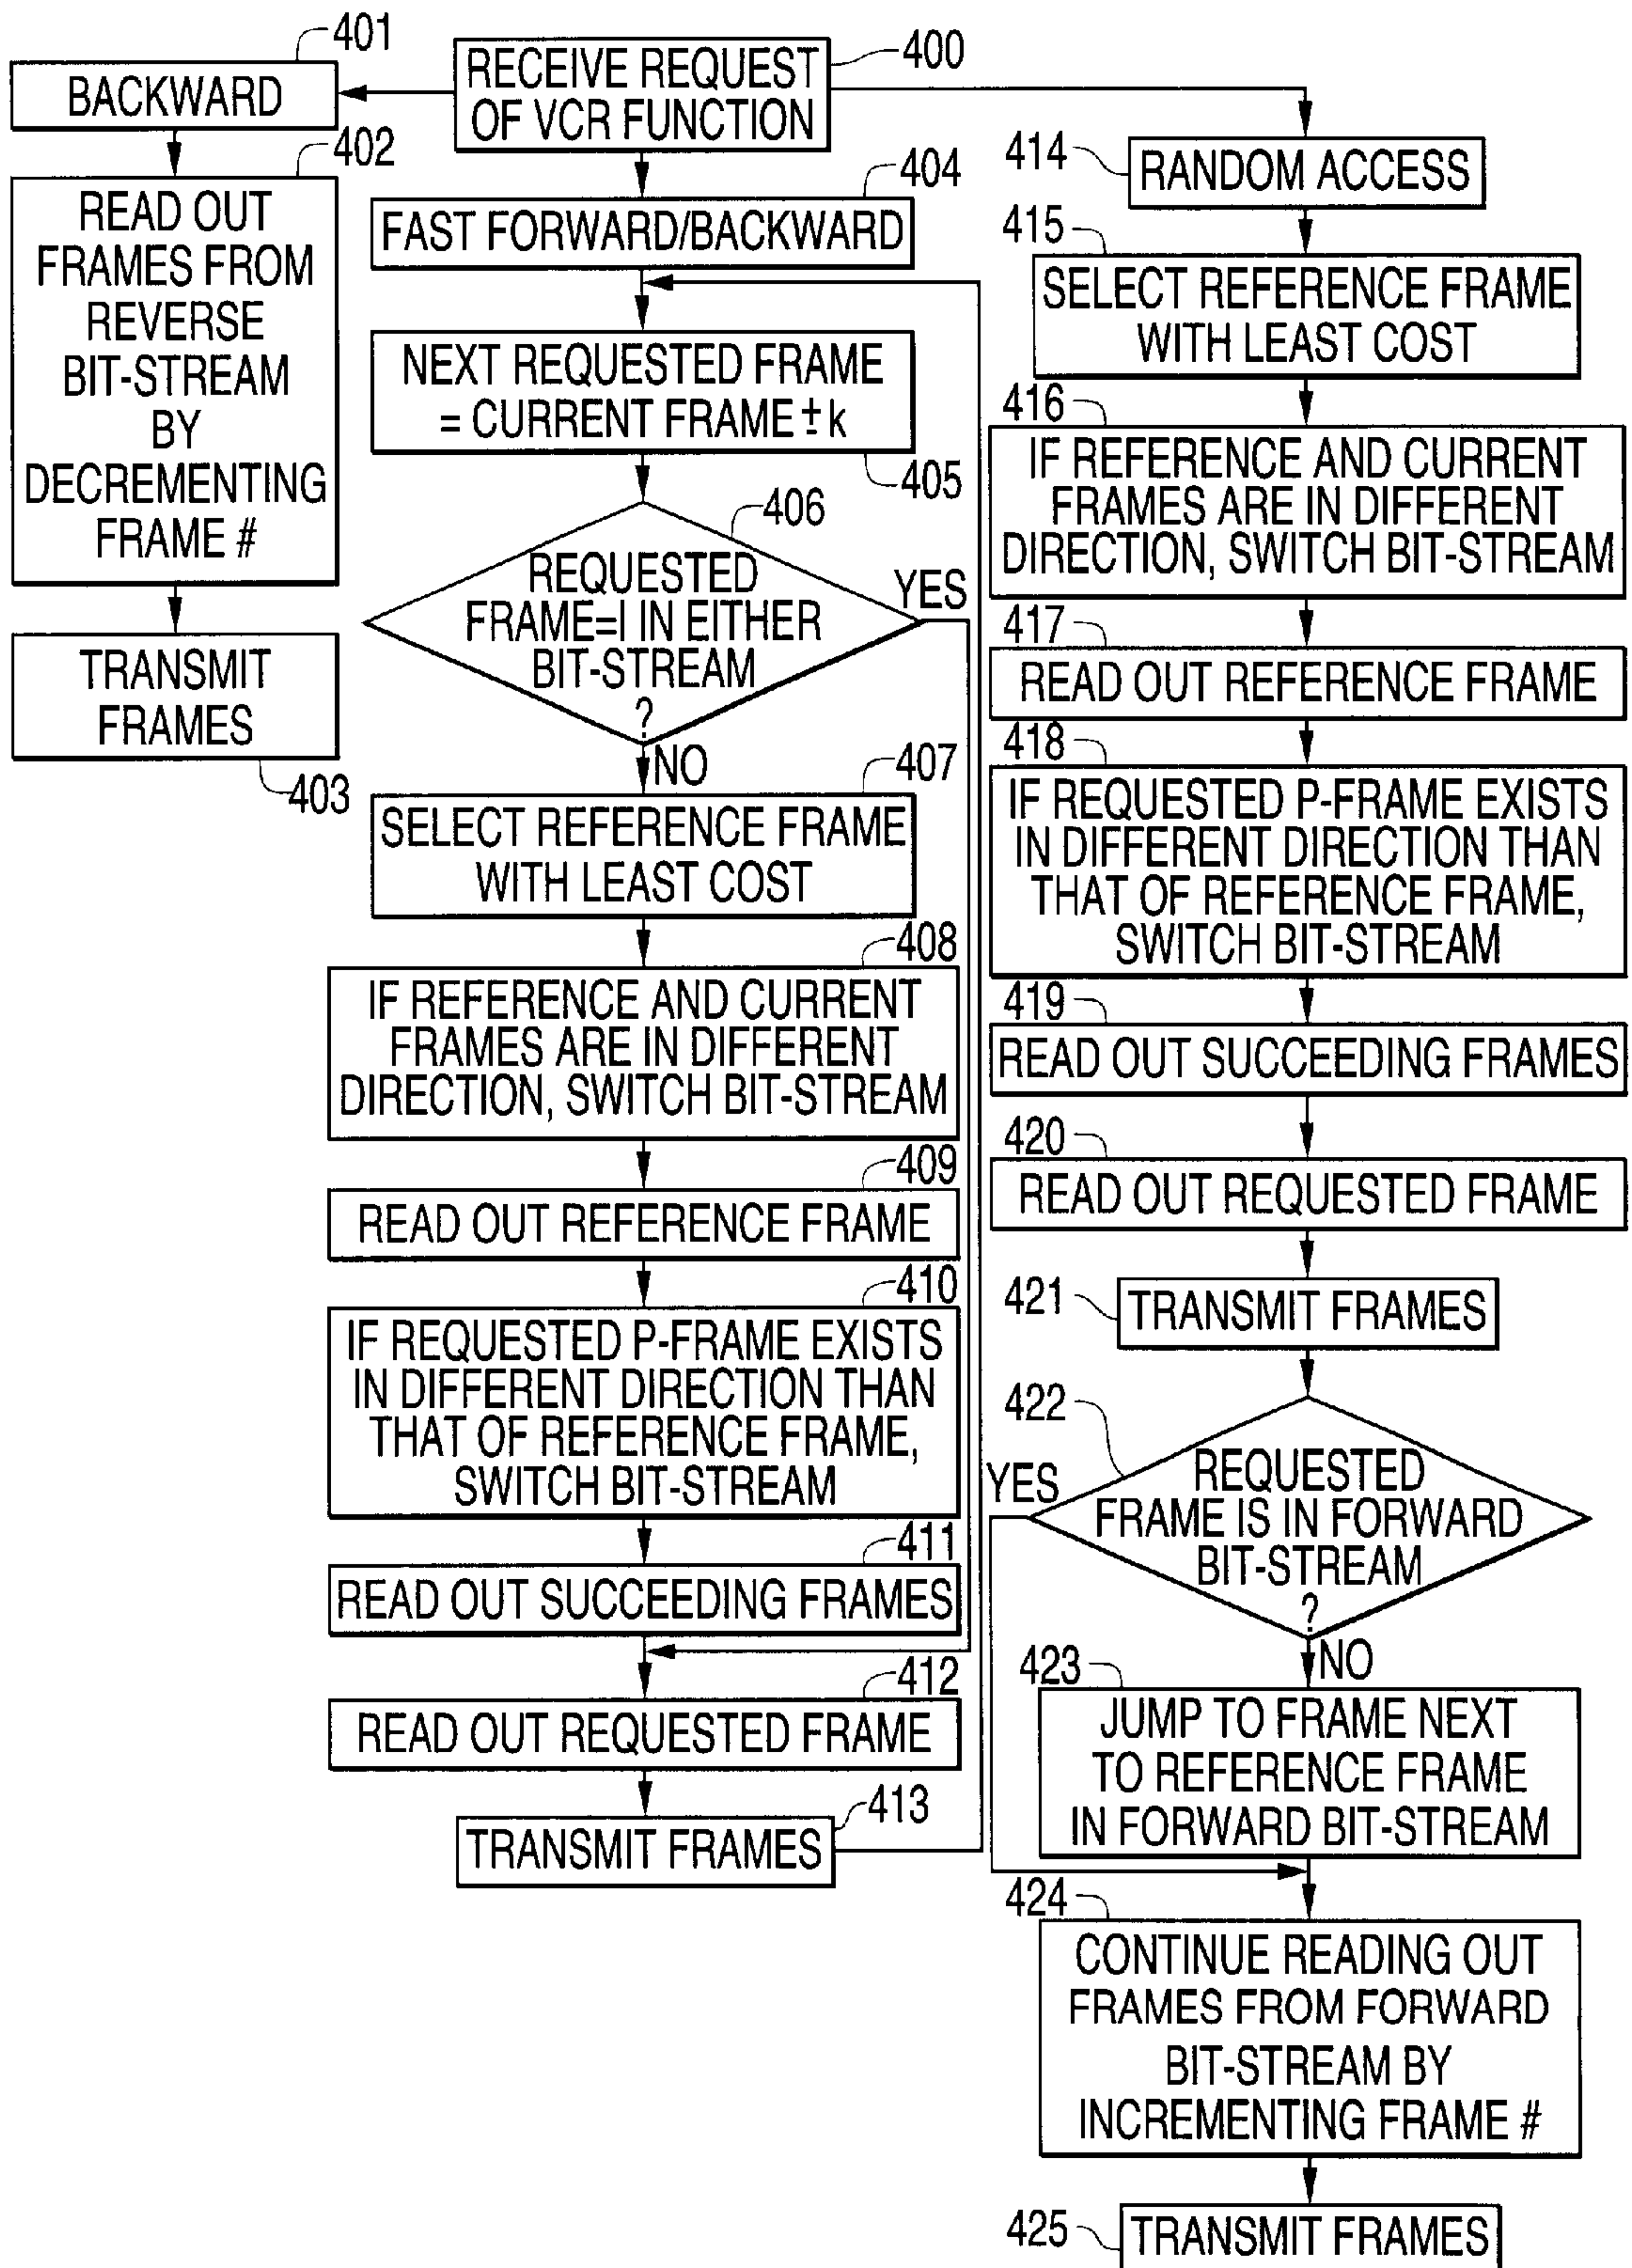 400
RECEIVE REQUEST
OF VCR FUNCTION
401
BACKWARD
402
READ OUT
FRAMES FROM
REVERSE
BIT-STREAM
BY
DECREMENTING
FRAME #
TRANSMIT
FRAMES
403
404
FAST FORWARD/BACKWARD
NEXT REQUESTED FRAME
= CURRENT FRAME ± k
405
406
REQUESTED
FRAME=I IN EITHER
BIT-STREAM
?
YES
NO
407
SELECT REFERENCE FRAME
WITH LEAST COST
408
IF REFERENCE AND CURRENT
FRAMES ARE IN DIFFERENT
DIRECTION, SWITCH BIT-STREAM
409
READ OUT REFERENCE FRAME
410
IF REQUESTED P-FRAME EXISTS
IN DIFFERENT DIRECTION THAN
THAT OF REFERENCE FRAME,
SWITCH BIT-STREAM
411
READ OUT SUCCEEDING FRAMES
412
READ OUT REQUESTED FRAME
413
TRANSMIT FRAMES
414
RANDOM ACCESS
415
SELECT REFERENCE FRAME
WITH LEAST COST
416
IF REFERENCE AND CURRENT
FRAMES ARE IN DIFFERENT
DIRECTION, SWITCH BIT-STREAM
417
READ OUT REFERENCE FRAME
418
IF REQUESTED P-FRAME EXISTS
IN DIFFERENT DIRECTION THAN
THAT OF REFERENCE FRAME,
SWITCH BIT-STREAM
419
READ OUT SUCCEEDING FRAMES
420
READ OUT REQUESTED FRAME
421
TRANSMIT FRAMES
422
REQUESTED
FRAME IS IN FORWARD
BIT-STREAM
?
YES
NO
423
JUMP TO FRAME NEXT
TO REFERENCE FRAME
IN FORWARD BIT-STREAM
424
CONTINUE READING OUT
FRAMES FROM FORWARD
BIT-STREAM BY
INCREMENTING FRAME #
425
TRANSMIT FRAMES